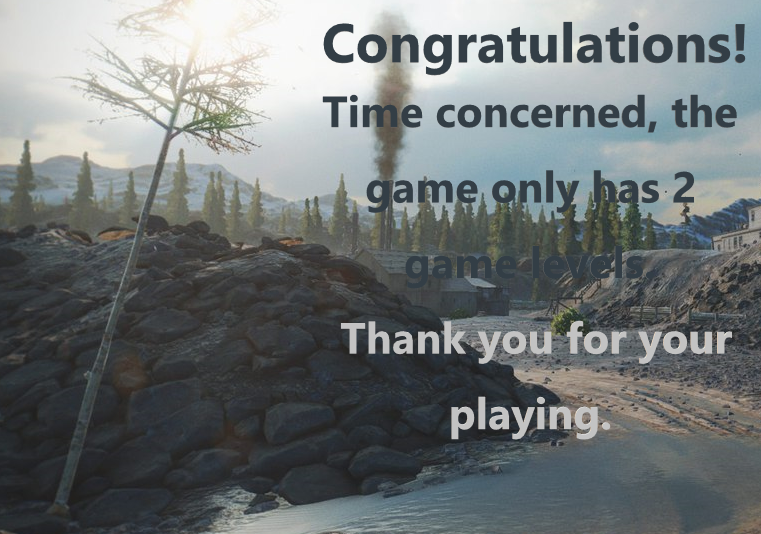 Congratulations!
Time concerned, the
game only has 2
game levels.
Thank you for your
playing.